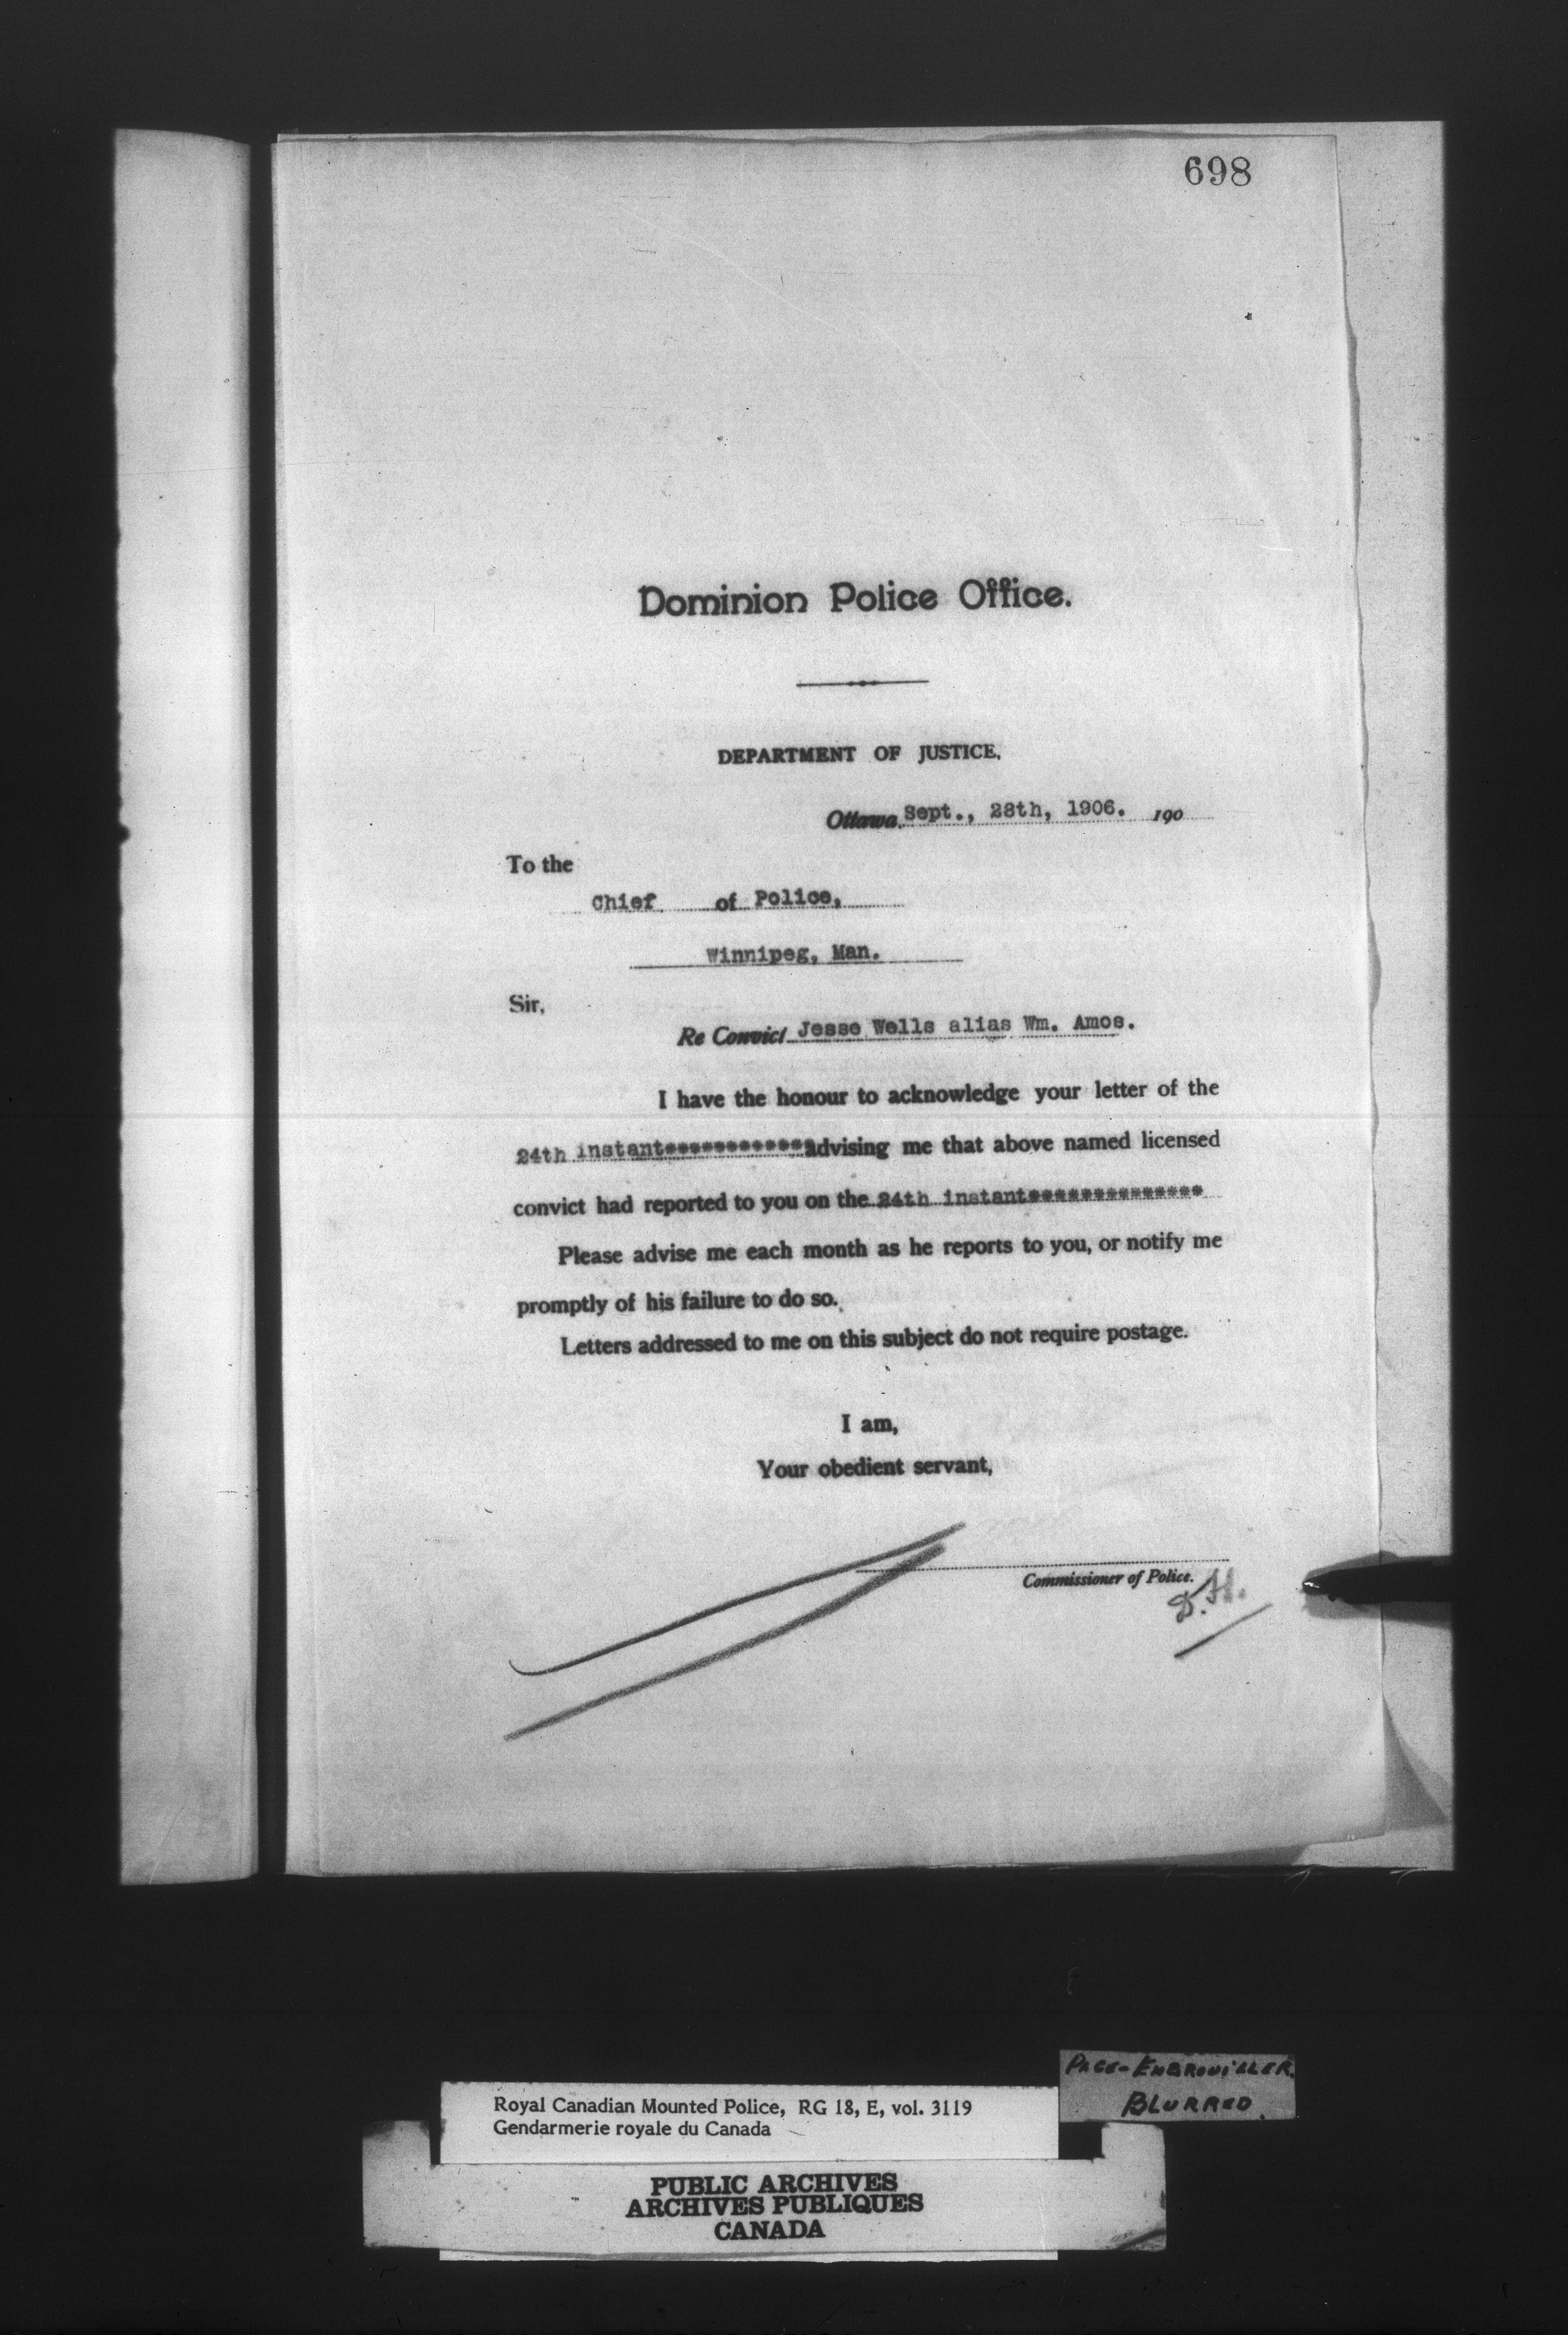 698
Dominion Police Office.
DEPARTMENT OF JUSTICE.
Ottawa, Sept., 28th, 1906. 190
To the
Chief of Police,
Winnipeg, Man.
Sir,
Re Convict Jesse Wells alias Wm. Amos.
I have the honour to acknowledge your letter of the
24th instant************advising me that above named licensed
convict had reported to you on the 24th instant**************
Please advise me each month as he reports to you, or notify me
promptly of his failure to do so.
Letters addressed to me on this subject do not require postage.
I am,
Your obedient servant,
Commissioner of Police.
D. H.
PAGE-EMBROUILLER.
BLURRED.
Royal Canadian Mounted Police, RG 18, E, vol. 3119
Gendarmerie royale du Canada
PUBLIC ARCHIVES
ARCHIVES PUBLIQUES
CANADA